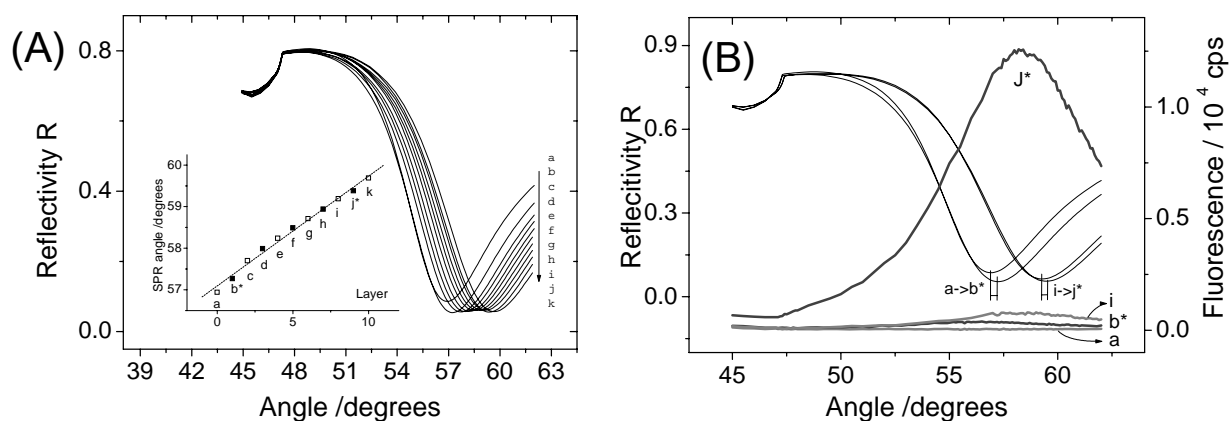 (A)
0.8
0.4
0.0
Reflectivity R
39 42 45 48 51 54 57 60 63
Angle /degrees
a
b
c
d
e
f
g
h
i
j
k
60
59
58
57
SPR angle /degrees
0 5 10
Layer
a
b*
c
d
e
f
g
h
i
j*
k
(B)
0.9
0.6
0.3
0.0
Reflecitivity R
45 50 55 60
Angle /degrees
1.0
0.5
0.0
Fluorescence / 10^4 cps
J*
a->b*
i->j*
i
b*
a